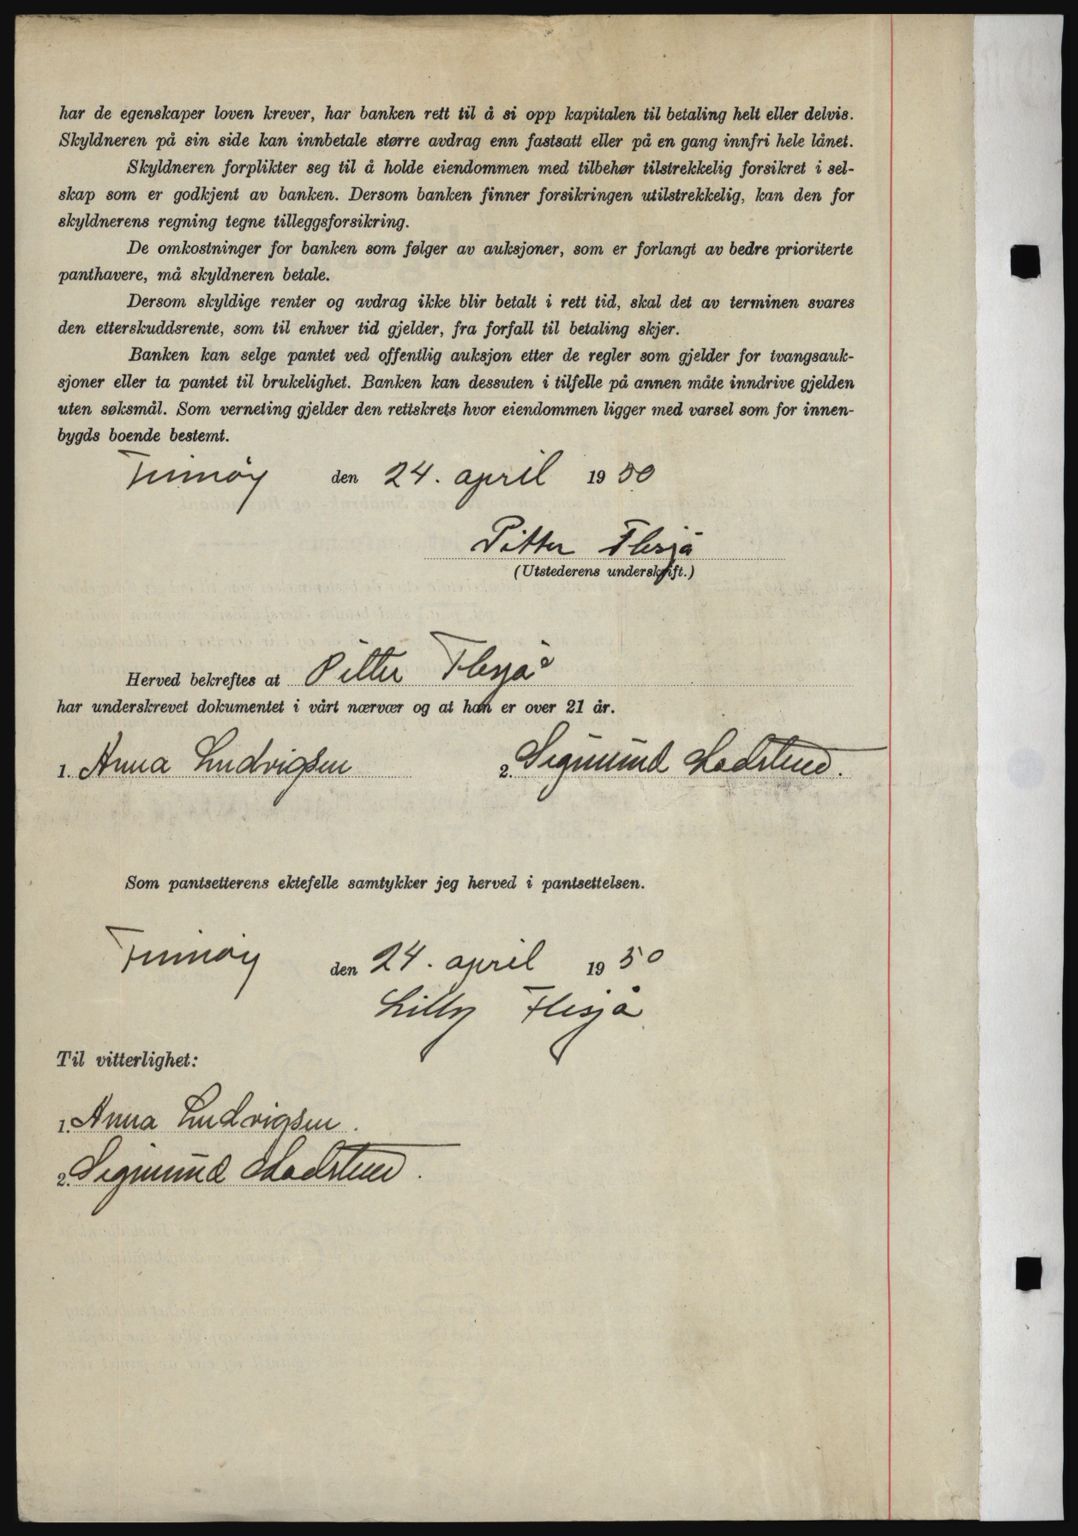 har de egenskaper loven krever, har banken rett til å si opp kapitalen til betaling helt eller delvis.
Skyldneren på sin side kan innbetale større avdrag enn fastsatt eller på en gang innfri hele lånet.
Skyldneren forplikter seg til å holde eiendommen med tilbehør tilstrekkelig forsikret i sel-
skap som er godkjent av banken. Dersom banken finner forsikringen utilstrekkelig, kan den for
skyldnerens regning tegne tilleggsforsikring.
De omkostninger for banken som følger av auksjoner, som er forlangt av bedre prioriterte
panthavere, må skyldneren betale.
Dersom skyldige renter og avdrag ikke blir betalt i rett tid, skal det av terminen svares
den etterskuddsrente, som til enhver tid gjelder, fra forfall til betaling skjer.
Banken kan selge pantet ved offentlig auksjon etter de regler som gjelder for tvangsauk-
sjoner eller ta pantet til brukelighet. Banken kan dessuten i tilfelle på annen måte inndrive gjelden
uten søksmål. Som verneting gjelder den rettskrets hvor eiendommen ligger med varsel som for innen-
bygds boende bestemt.
den 24. april 1950
Pitter Flesjå
(Utstederens underskrift.)
Herved bekreftes at Pitter Flesjå
har underskrevet dokumentet i vårt nærvær og at han er over 21 år.
1. Anna Ludvigsen 2. Sigmund
Som pantsetterens ektefelle samtykker jeg herved i pantsettelsen.
den 24. april 1950
Lilly Flesjå
Til vitterlighet:
1. Anna Ludvigsen.
2. Sigmund